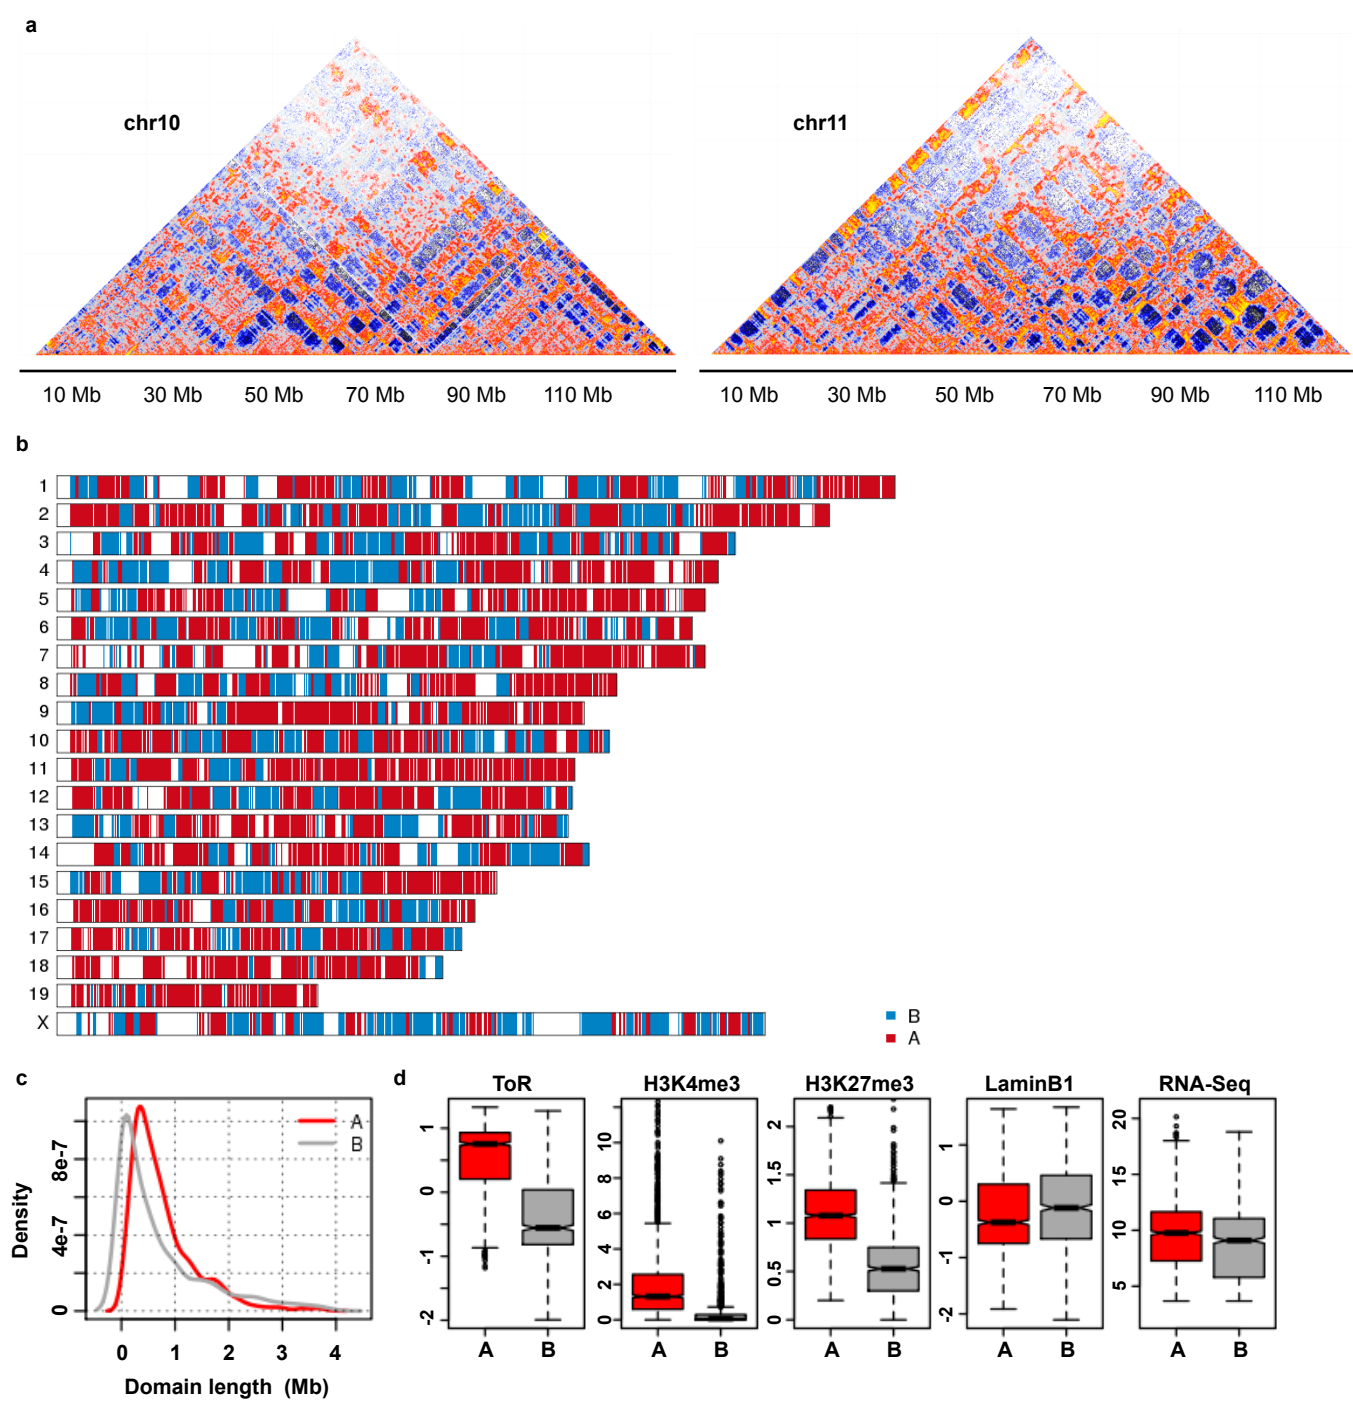 a
chr10
chr11
10 Mb 30 Mb 50 Mb 70 Mb 90 Mb 110 Mb
10 Mb 30 Mb 50 Mb 70 Mb 90 Mb 110 Mb
b
1
2
3
4
5
6
7
8
9
10
11
12
13
14
15
16
17
18
19
X
B
A
c
A
B
Density
0 4e-7 8e-7
0 1 2 3 4
Domain length (Mb)
d
ToR
1
0
-1
-2
A B
H3K4me3
10
8
6
4
2
0
A B
H3K27me3
2
1.5
1
0.5
0
A B
LaminB1
1
0
-1
-2
A B
RNA-Seq
20
15
10
5
A B